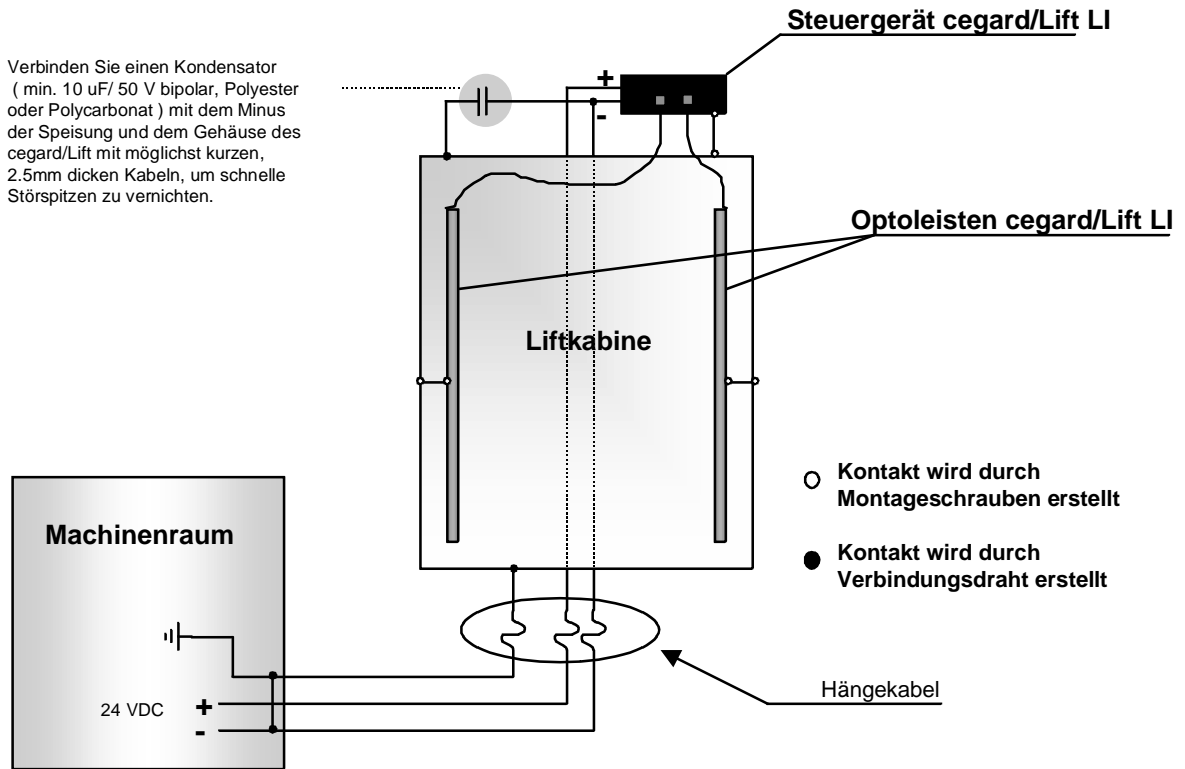 Steuergerät cegard/Lift LI
Verbinden Sie einen Kondensator
( min. 10 uF/ 50 V bipolar, Polyester
oder Polycarbonat ) mit dem Minus
der Speisung und dem Gehäuse des
cegard/Lift mit möglichst kurzen,
2.5mm dicken Kabeln, um schnelle
Störspitzen zu vernichten.
+
-
Optoleisten cegard/Lift LI
Liftkabine
Kontakt wird durch
Montageschrauben erstellt
Machinenraum
Kontakt wird durch
Verbindungsdraht erstellt
Hängekabel
24 VDC +
-